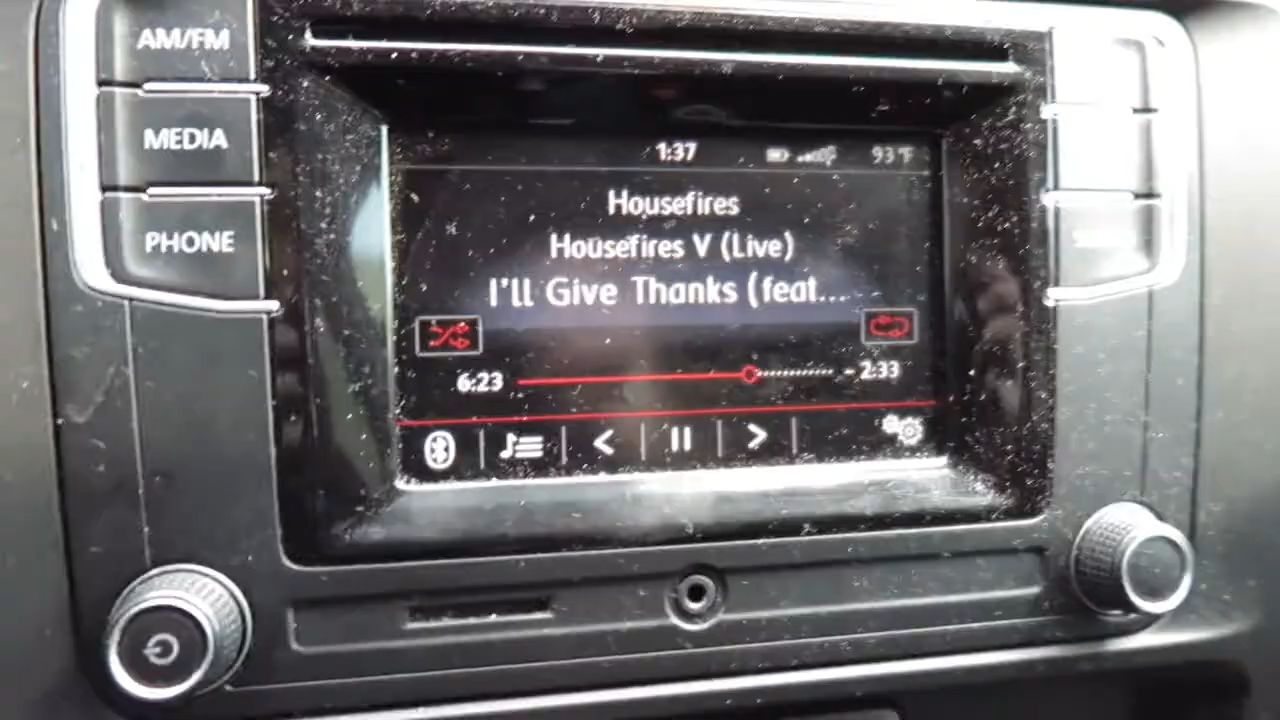 AM/FM
MEDIA
PHONE
1:37
93°F
Housefires
Housefires V (Live)
I'll Give Thanks (feat...
6:23
- 2:33